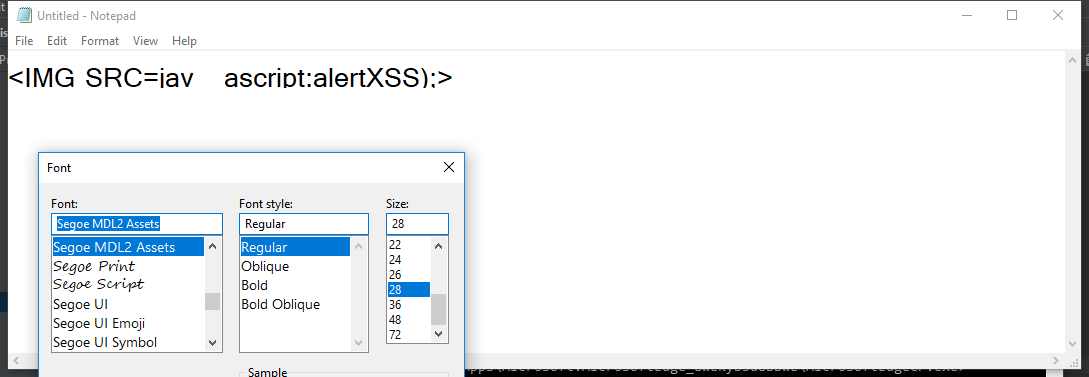 Untitled - Notepad
File Edit Format View Help
<IMG SRC=jav ascript:alertXSS);>
Font
Font: Font style: Size:
Segoe MDL2 Assets Regular 28
Segoe MDL2 Assets Regular 22
Segoe Print Oblique 24
Segoe Script Bold 26
Segoe UI Bold Oblique 28
Segoe UI Emoji 36
Segoe UI Symbol 48
72
Sample